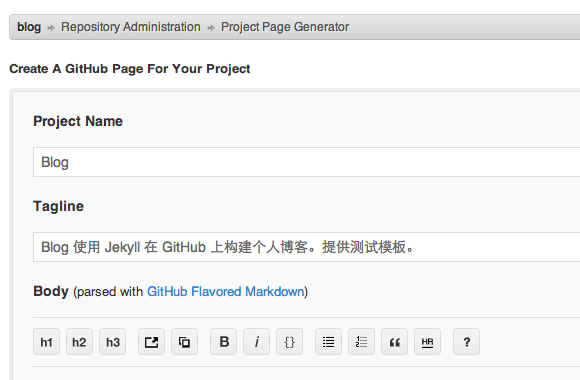 blog → Repository Administration → Project Page Generator
Create A GitHub Page For Your Project
Project Name
Blog
Tagline
Blog 使用 Jekyll 在 GitHub 上构建个人博客。提供测试模板。
Body (parsed with GitHub Flavored Markdown)
h1 h2 h3 B i {} “ HR ?